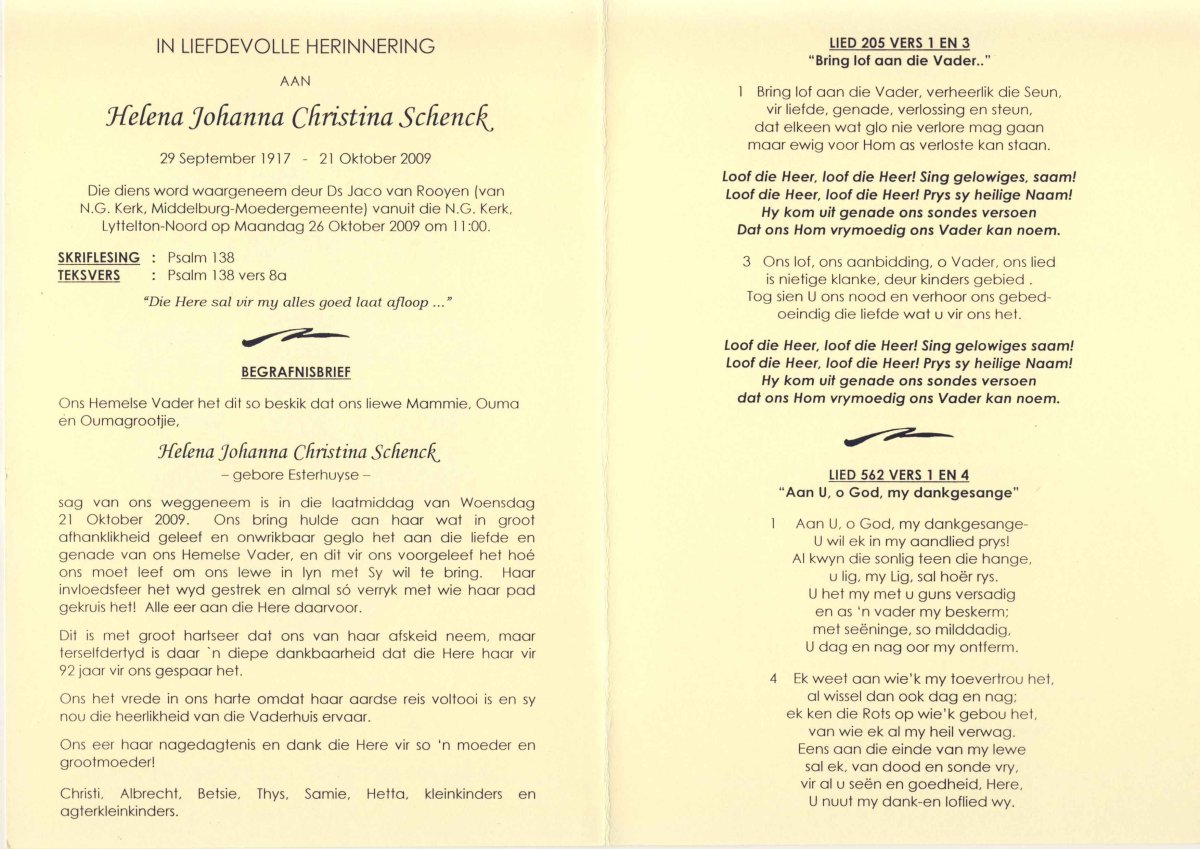 IN LIEFDEVOLLE HERINNERING
AAN
Helena Johanna Christina Schenck
29 September 1917 - 21 Oktober 2009
Die diens word waargeneem deur Ds Jaco van Rooyen (van
N.G. Kerk, Middelburg-Moedergemeente) vanuit die N.G. Kerk,
Lyttelton-Noord op Maandag 26 Oktober 2009 om 11:00.
SKRIFLESING : Psalm 138
TEKSVERS : Psalm 138 vers 8a
"Die Here sal vir my alles goed laat afloop ..."
BEGRAFNISBRIEF
Ons Hemelse Vader het dit so beskik dat ons liewe Mammie, Ouma
en Oumagrootjie,
Helena Johanna Christina Schenck
– gebore Esterhuyse –
sag van ons weggeneem is in die laatmiddag van Woensdag
21 Oktober 2009. Ons bring hulde aan haar wat in groot
afhanklikheid geleef en onwrikbaar geglo het aan die liefde en
genade van ons Hemelse Vader, en dit vir ons voorgeleef het hoé
ons moet leef om ons lewe in lyn met Sy wil te bring. Haar
invloedsfeer het wyd gestrek en almal só verryk met wie haar pad
gekruis het! Alle eer aan die Here daarvoor.
Dit is met groot hartseer dat ons van haar afskeid neem, maar
terselfdertyd is daar `n diepe dankbaarheid dat die Here haar vir
92 jaar vir ons gespaar het.
Ons het vrede in ons harte omdat haar aardse reis voltooi is en sy
nou die heerlikheid van die Vaderhuis ervaar.
Ons eer haar nagedagtenis en dank die Here vir so 'n moeder en
grootmoeder!
Christi, Albrecht, Betsie, Thys, Samie, Hetta, kleinkinders en
agterkleinkinders.
LIED 205 VERS 1 EN 3
"Bring lof aan die Vader.."
1 Bring lof aan die Vader, verheerlik die Seun,
vir liefde, genade, verlossing en steun,
dat elkeen wat glo nie verlore mag gaan
maar ewig voor Hom as verloste kan staan.
Loof die Heer, loof die Heer! Sing gelowiges, saam!
Loof die Heer, loof die Heer! Prys sy heilige Naam!
Hy kom uit genade ons sondes versoen
Dat ons Hom vrymoedig ons Vader kan noem.
3 Ons lof, ons aanbidding, o Vader, ons lied
is nietige klanke, deur kinders gebied .
Tog sien U ons nood en verhoor ons gebed-
oeindig die liefde wat u vir ons het.
Loof die Heer, loof die Heer! Sing gelowiges saam!
Loof die Heer, loof die Heer! Prys sy heilige Naam!
Hy kom uit genade ons sondes versoen
dat ons Hom vrymoedig ons Vader kan noem.
LIED 562 VERS 1 EN 4
"Aan U, o God, my dankgesange"
1 Aan U, o God, my dankgesange-
U wil ek in my aandlied prys!
Al kwyn die sonlig teen die hange,
u lig, my Lig, sal hoër rys.
U het my met u guns versadig
en as 'n vader my beskerm;
met seëninge, so milddadig,
U dag en nag oor my ontferm.
4 Ek weet aan wie'k my toevertrou het,
al wissel dan ook dag en nag;
ek ken die Rots op wie'k gebou het,
van wie ek al my heil verwag.
Eens aan die einde van my lewe
sal ek, van dood en sonde vry,
vir al u seën en goedheid, Here,
U nuut my dank-en loflied wy.